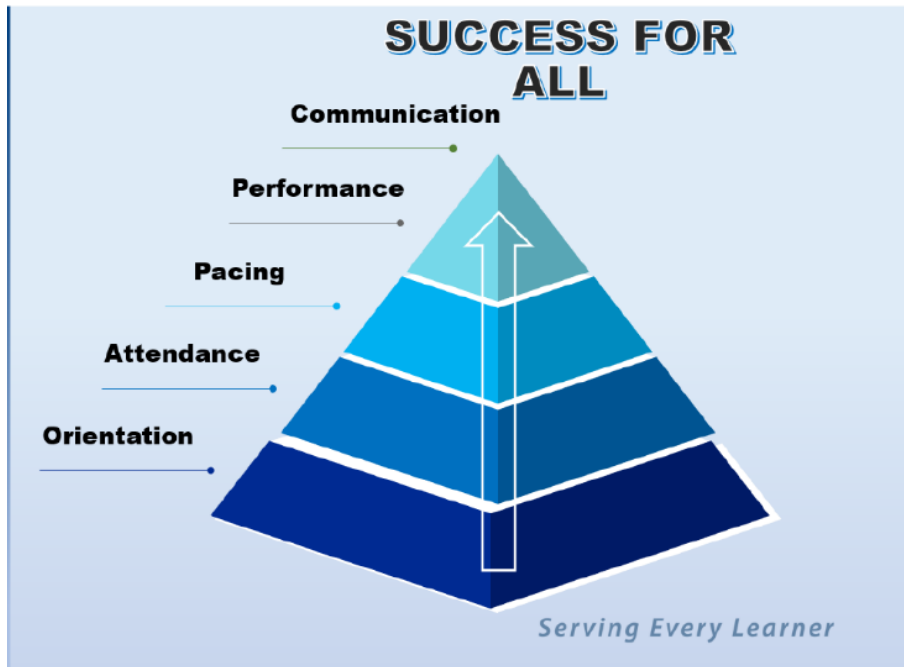 SUCCESS FOR
ALL
Communication
Performance
Pacing
Attendance
Orientation
Serving Every Learner